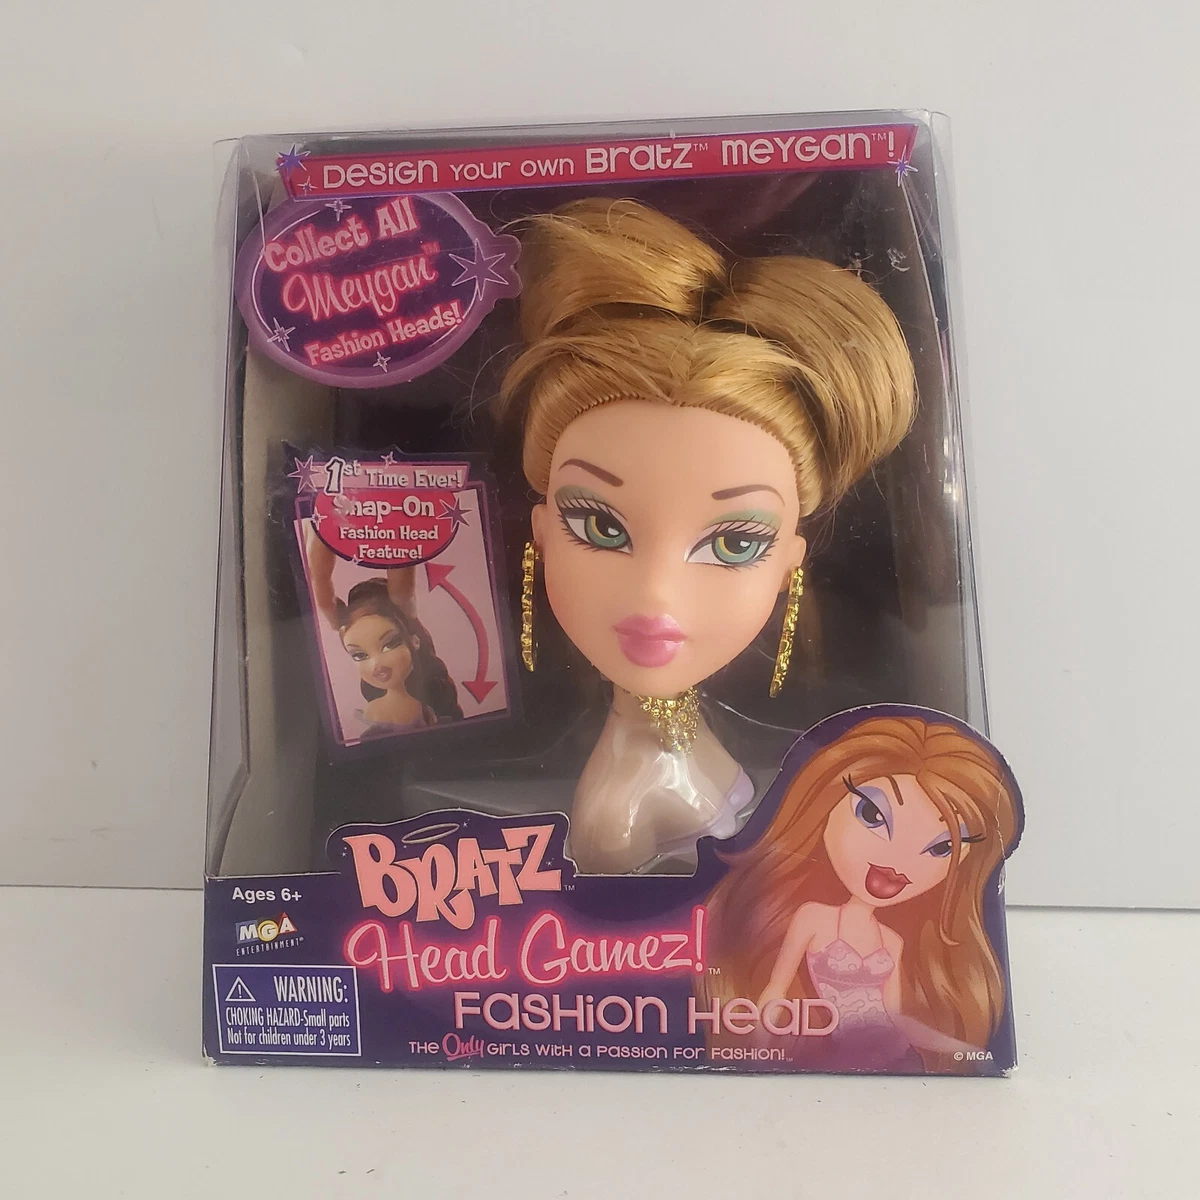 Design your own Bratz™ Meygan™!
Collect All
Meygan™
Fashion Heads!
1st Time Ever!
Snap-On
Fashion Head
Feature!
Ages 6+
MGA
ENTERTAINMENT
WARNING:
CHOKING HAZARD-Small parts
Not for children under 3 years
BRATZ™
Head Gamez!™
Fashion Head
The Only Girls With a Passion For Fashion!™
© MGA